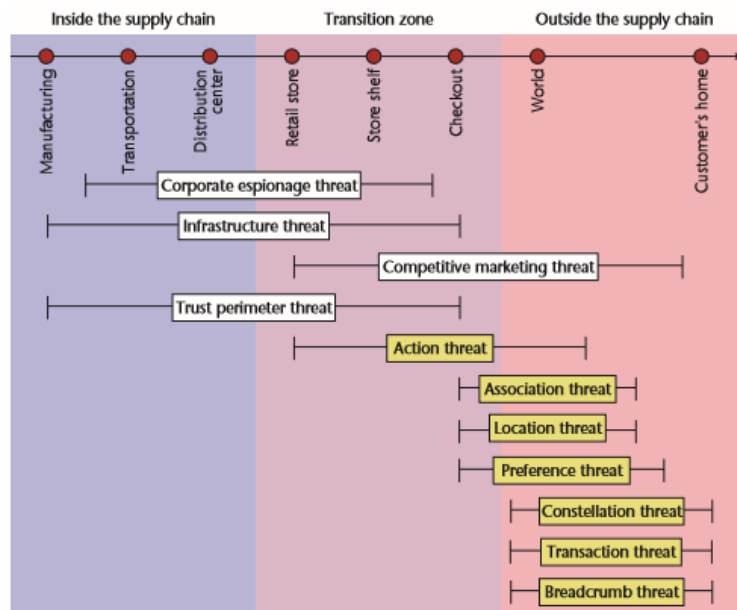 Inside the supply chain
Transition zone
Outside the supply chain
Manufacturing
Transportation
Distribution
center
Retail store
Store shelf
Checkout
World
Customer's home
Corporate espionage threat
Infrastructure threat
Competitive marketing threat
Trust perimeter threat
Action threat
Association threat
Location threat
Preference threat
Constellation threat
Transaction threat
Breadcrumb threat